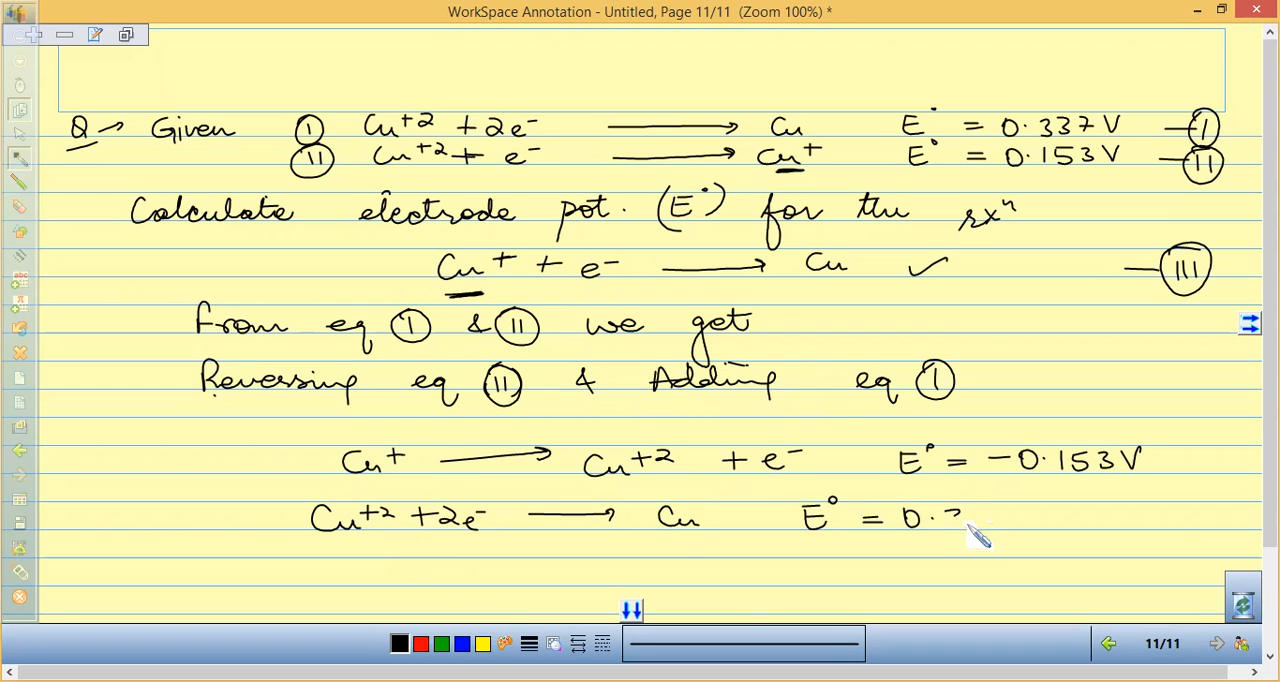 WorkSpace Annotation - Untitled, Page 11/11 (Zoom 100%) *
Q → Given Ⓘ Cu+2 + 2e- → Cu E° = 0.337 V — Ⓘ
Ⓘ︎Ⓘ Cu+2 + e- → Cu+ E° = 0.153 V — II
Calculate electrode pot. (E°) for the rxn
Cu+ + e- → Cu ✓ — III
From eq I & II we get
Reversing eq II & Adding eq I
Cu+ → Cu+2 + e- E° = -0.153 V
Cu+2 + 2e- → Cu E° = 0.
11/11